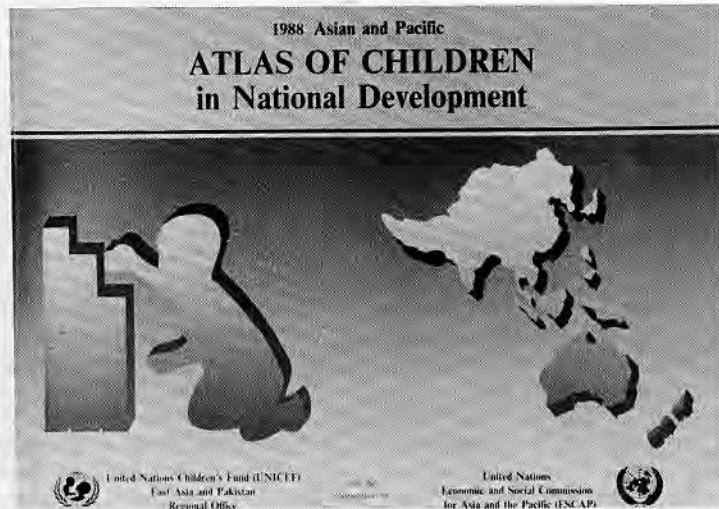 1988 Asian and Pacific
ATLAS OF CHILDREN
in National Development
United Nations Children's Fund (UNICEF)
East Asia and Pakistan
Regional Office
United Nations
Economic and Social Commission
for Asia and the Pacific (ESCAP)